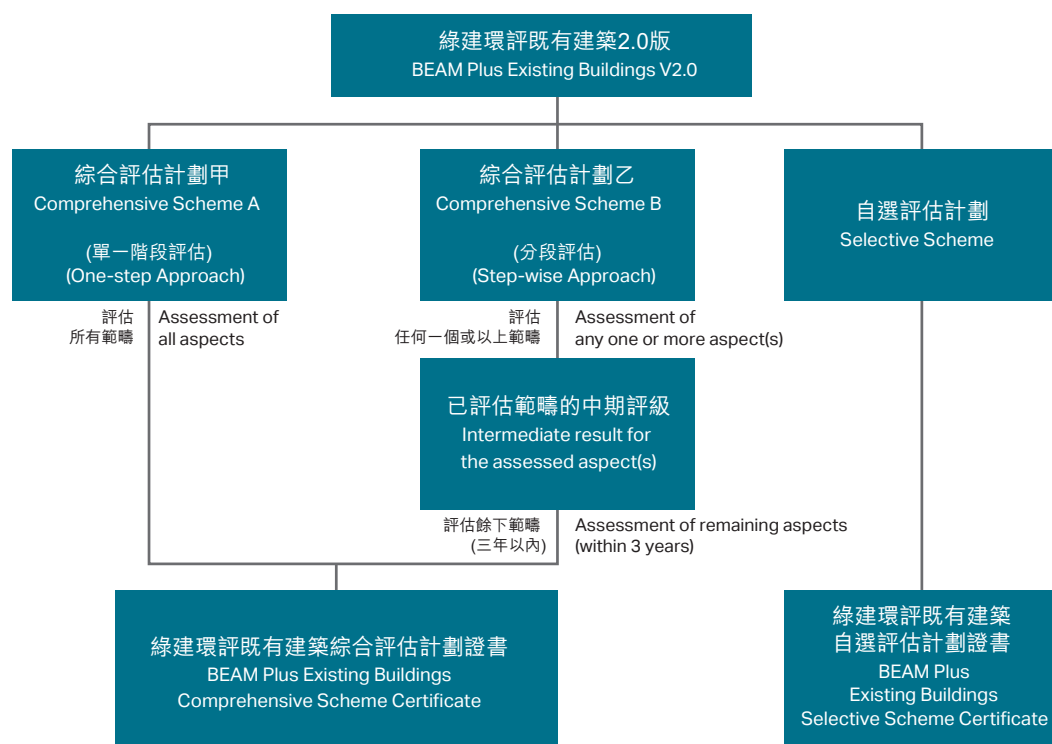 綠建環評既有建築2.0版
BEAM Plus Existing Buildings V2.0
綜合評估計劃甲
Comprehensive Scheme A
(單一階段評估)
(One-step Approach)
綜合評估計劃乙
Comprehensive Scheme B
(分段評估)
(Step-wise Approach)
自選評估計劃
Selective Scheme
評估
所有範疇
Assessment of
all aspects
評估
任何一個或以上範疇
Assessment of
any one or more aspect(s)
已評估範疇的中期評級
Intermediate result for
the assessed aspect(s)
評估餘下範疇
(三年以內)
Assessment of remaining aspects
(within 3 years)
綠建環評既有建築綜合評估計劃證書
BEAM Plus Existing Buildings
Comprehensive Scheme Certificate
綠建環評既有建築
自選評估計劃證書
BEAM Plus
Existing Buildings
Selective Scheme Certificate